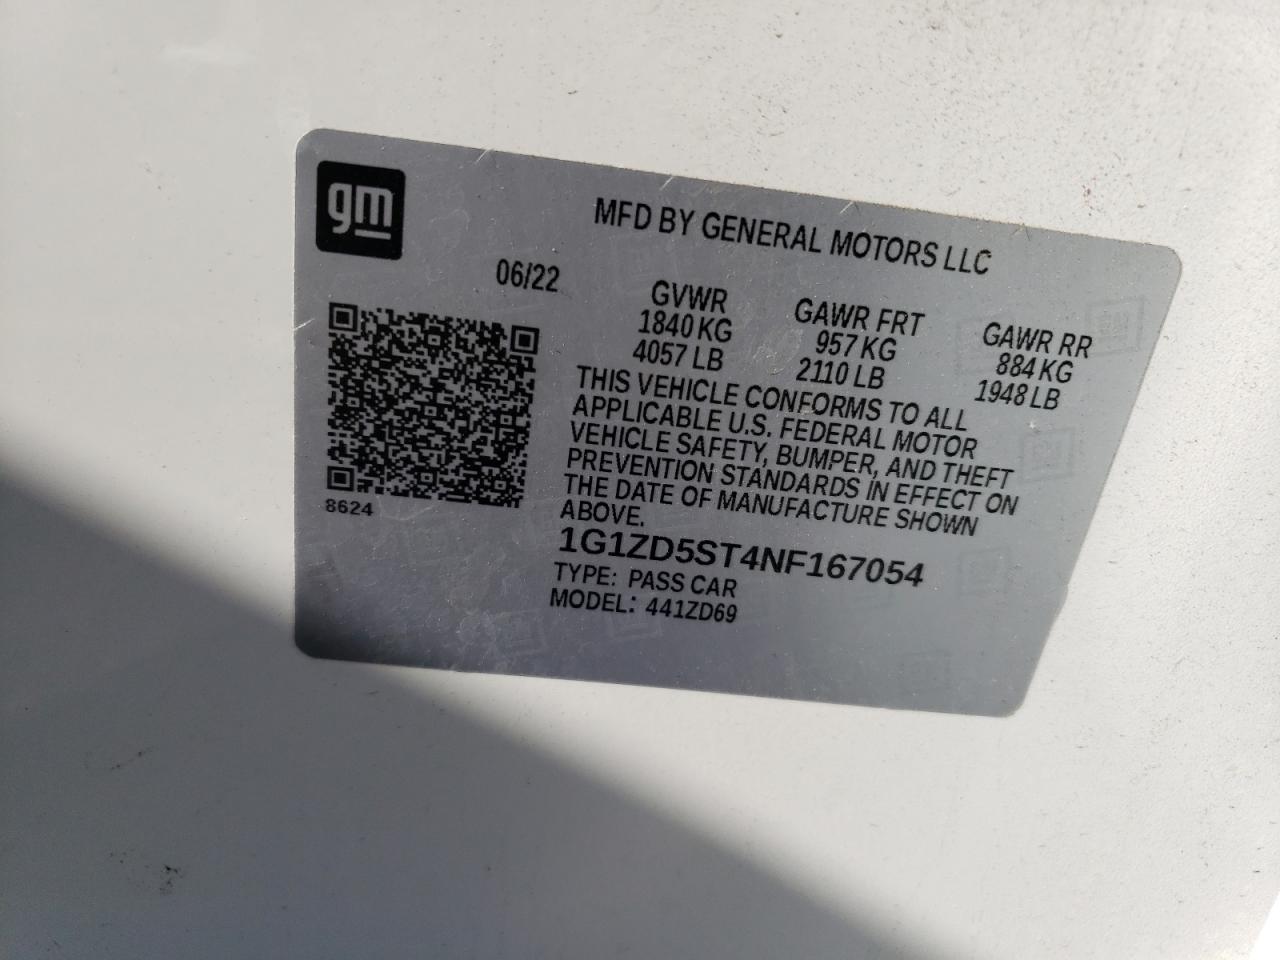 gm
MFD BY GENERAL MOTORS LLC
06/22
GVWR GAWR FRT GAWR RR
1840 KG 957 KG 884 KG
4057 LB 2110 LB 1948 LB
THIS VEHICLE CONFORMS TO ALL
APPLICABLE U.S. FEDERAL MOTOR
VEHICLE SAFETY, BUMPER, AND THEFT
PREVENTION STANDARDS IN EFFECT ON
THE DATE OF MANUFACTURE SHOWN
ABOVE.
8624
1G1ZD5ST4NF167054
TYPE: PASS CAR
MODEL: 441ZD69